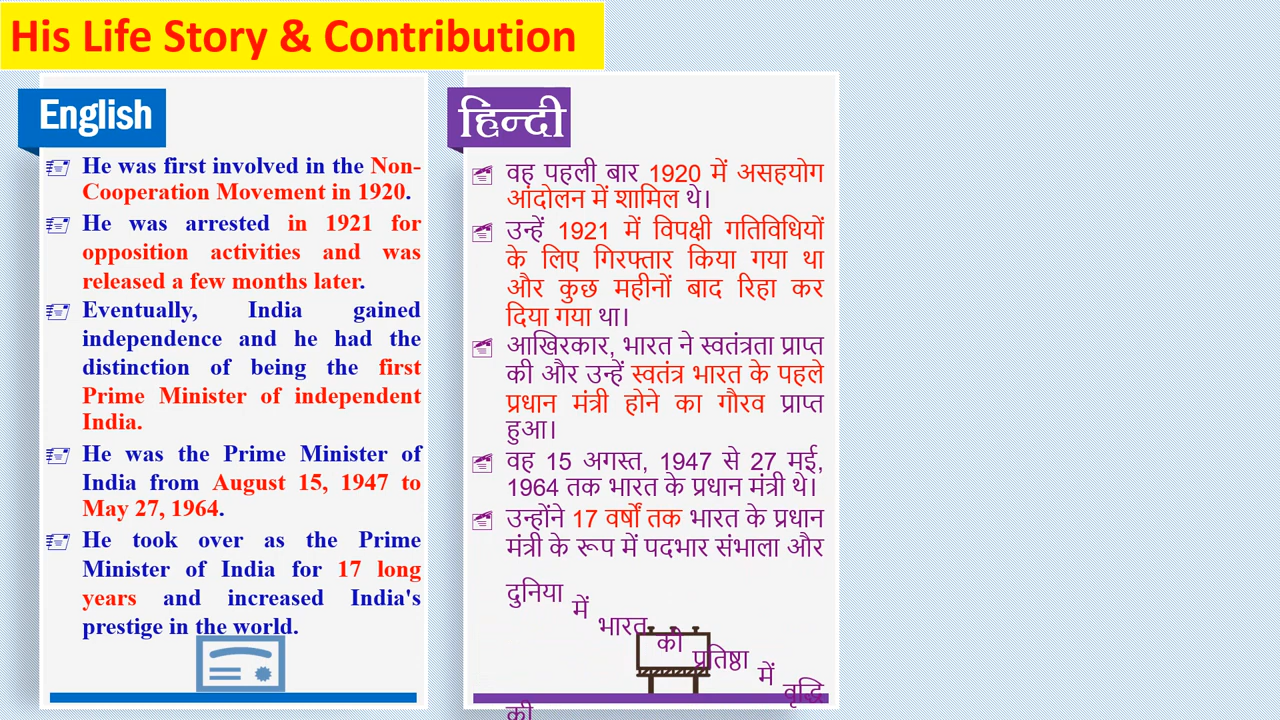 His Life Story & Contribution
English
He was first involved in the Non-
Cooperation Movement in 1920.
He was arrested in 1921 for
opposition activities and was
released a few months later.
Eventually, India gained
independence and he had the
distinction of being the first
Prime Minister of independent
India.
He was the Prime Minister of
India from August 15, 1947 to
May 27, 1964.
He took over as the Prime
Minister of India for 17 long
years and increased India's
prestige in the world.
हिन्दी
वह पहली बार 1920 में असहयोग
आंदोलन में शामिल थे।
उन्हें 1921 में विपक्षी गतिविधियों
के लिए गिरफ्तार किया गया था
और कुछ महीनों बाद रिहा कर
दिया गया था।
आखिरकार, भारत ने स्वतंत्रता प्राप्त
की और उन्हें स्वतंत्र भारत के पहले
प्रधान मंत्री होने का गौरव प्राप्त
हुआ।
वह 15 अगस्त, 1947 से 27 मई,
1964 तक भारत के प्रधान मंत्री थे।
उन्होंने 17 वर्षों तक भारत के प्रधान
मंत्री के रूप में पदभार संभाला और
दुनिया में भारत की प्रतिष्ठा में वृद्धि
की